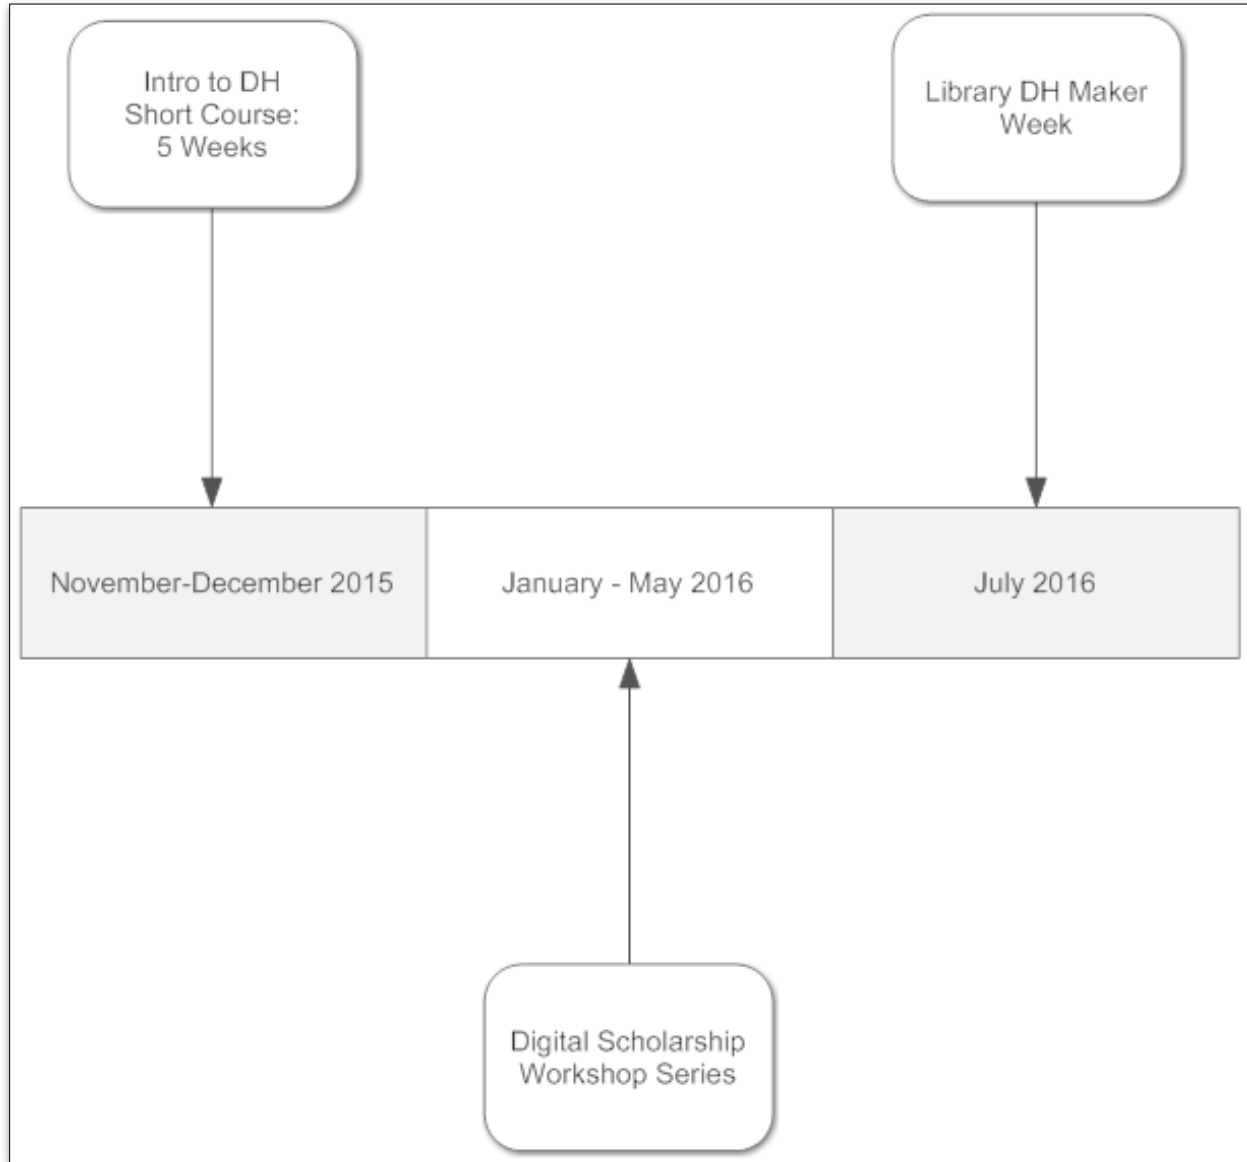 Intro to DH
Short Course:
5 Weeks
Library DH Maker
Week
November-December 2015
January - May 2016
July 2016
Digital Scholarship
Workshop Series